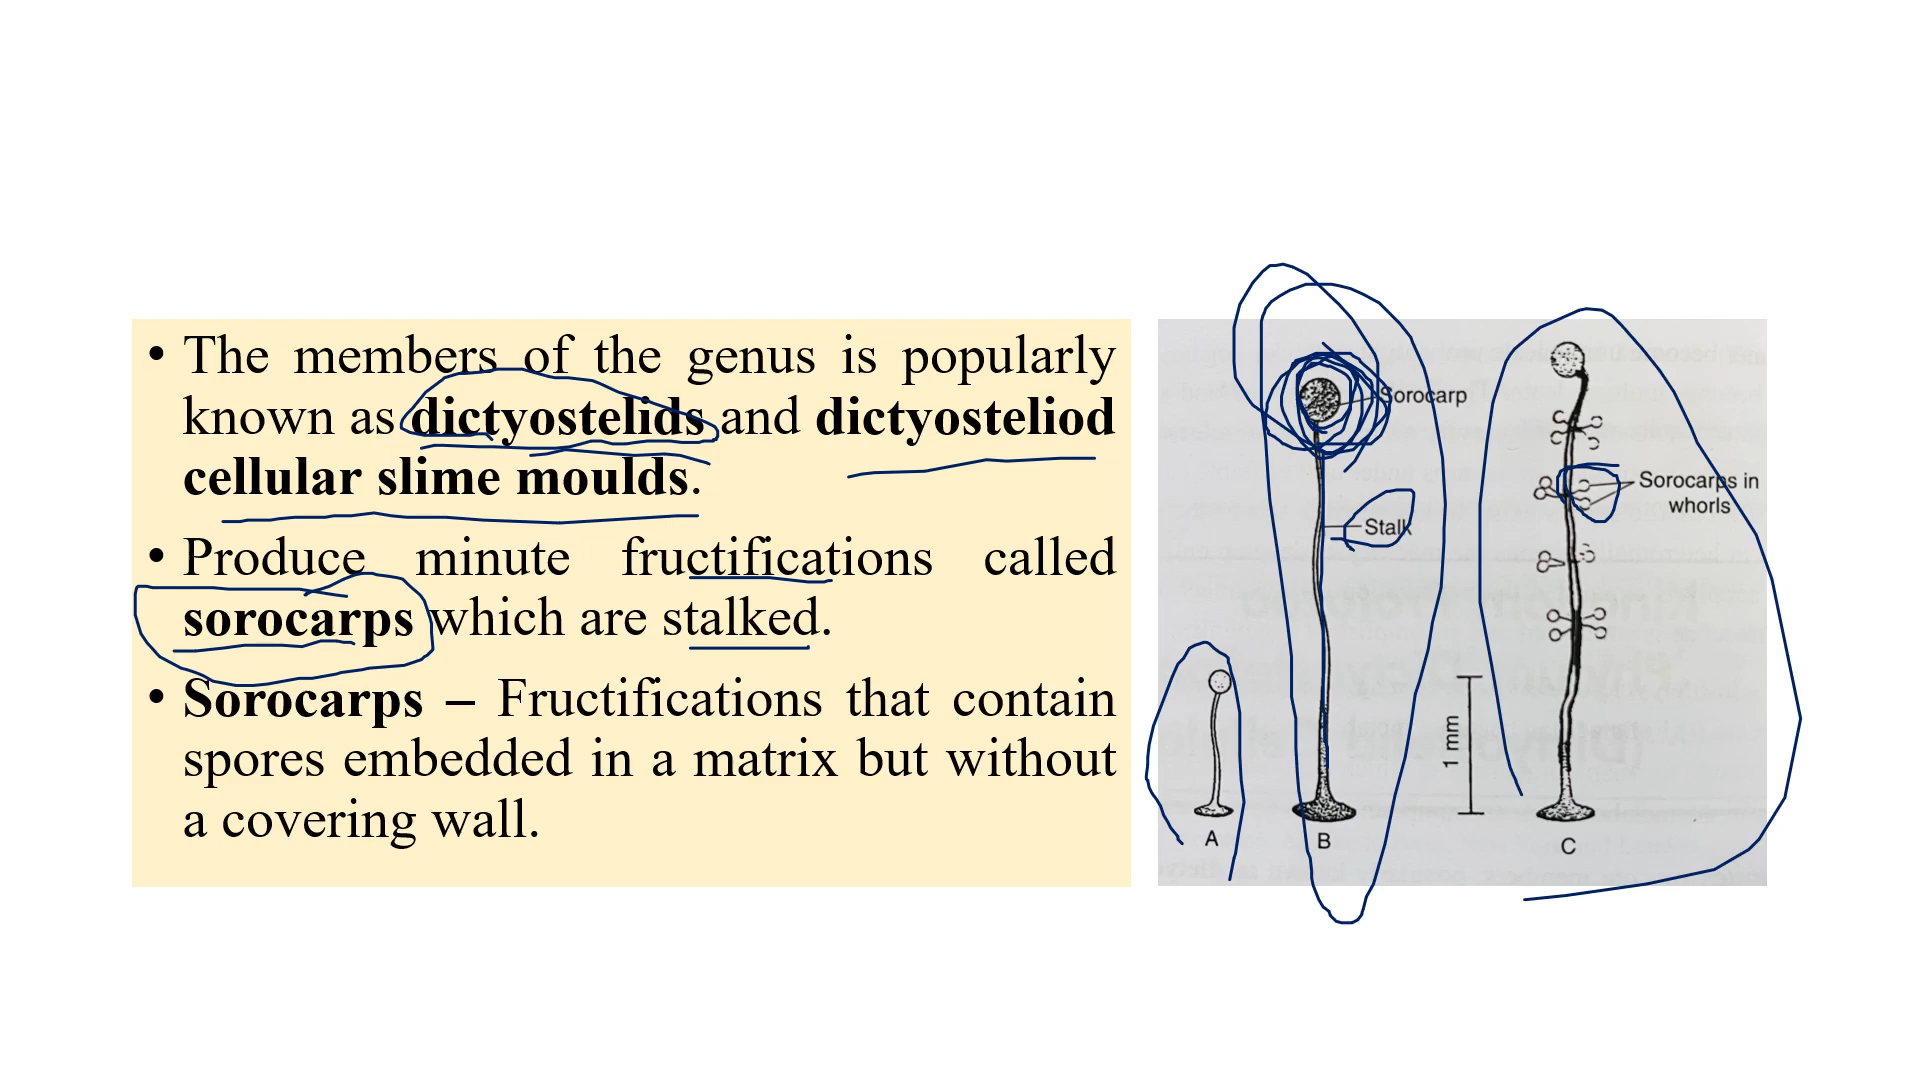 • The members of the genus is popularly
known as dictyostelids and dictyosteliod
cellular slime moulds.
• Produce minute fructifications called
sorocarps which are stalked.
• Sorocarps – Fructifications that contain
spores embedded in a matrix but without
a covering wall.
Sorocarp
Stalk
Sorocarps in
whorls
1 mm
A
B
C